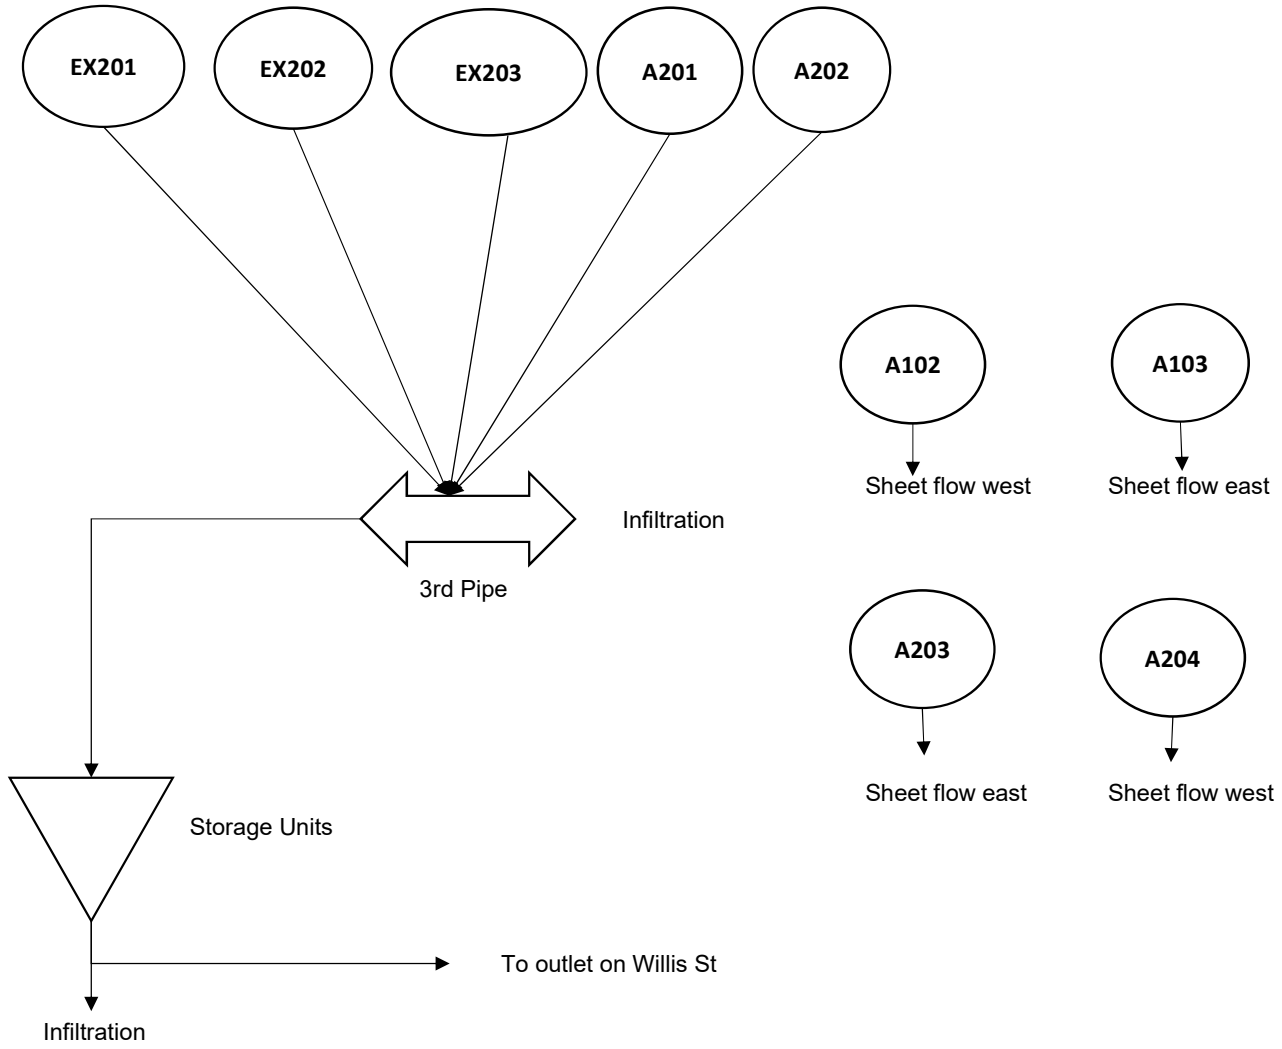 EX201
EX202
EX203
A201
A202
A102
A103
Sheet flow west
Sheet flow east
Infiltration
3rd Pipe
A203
A204
Sheet flow east
Sheet flow west
Storage Units
To outlet on Willis St
Infiltration